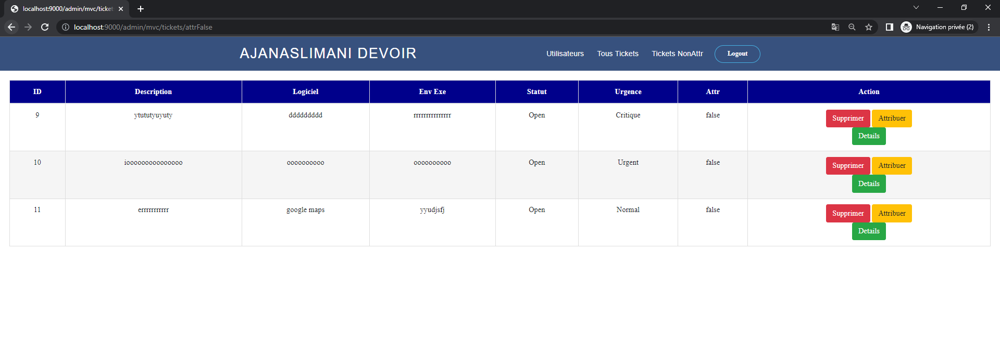 localhost:9000/admin/mvc/ticket
localhost:9000/admin/mvc/tickets/attrFalse
Navigation privée (2)
AJANASLIMANI DEVOIR
Utilisateurs Tous Tickets Tickets NonAttr Logout
ID Description Logiciel Env Exe Statut Urgence Attr Action
9 ytututyuyuty ddddddddd rrrrrrrrrrrrrrr Open Critique false Supprimer Attribuer
Details
10 iooooooooooooooo oooooooooo oooooooooo Open Urgent false Supprimer Attribuer
Details
11 errrrrrrrrrr google maps yyudjsfj Open Normal false Supprimer Attribuer
Details